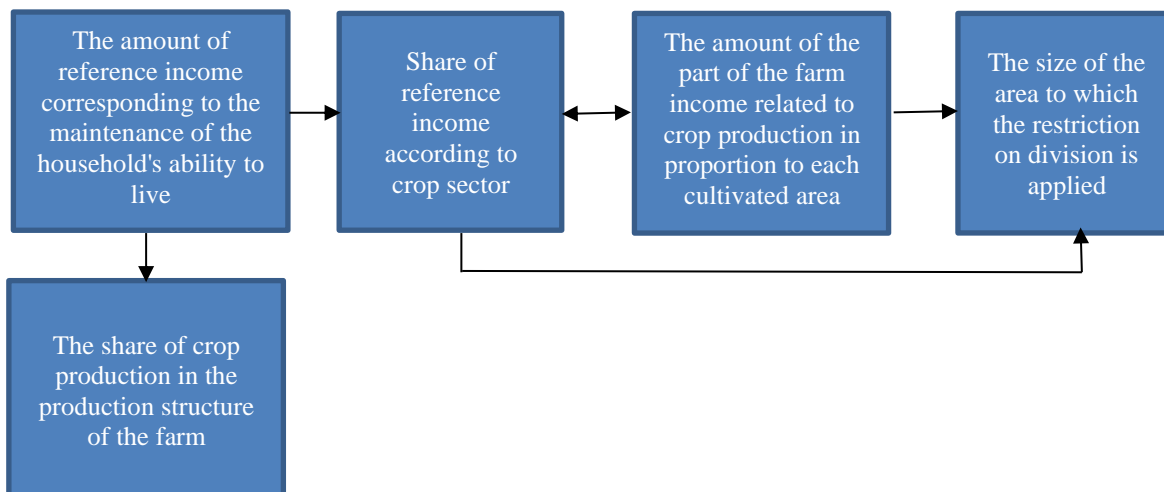 The amount of
reference income
corresponding to the
maintenance of the
household's ability to
live
Share of
reference
income
according to
crop sector
The amount of the
part of the farm
income related to
crop production in
proportion to each
cultivated area
The size of the
area to which
the restriction
on division is
applied
The share of crop
production in the
production structure
of the farm